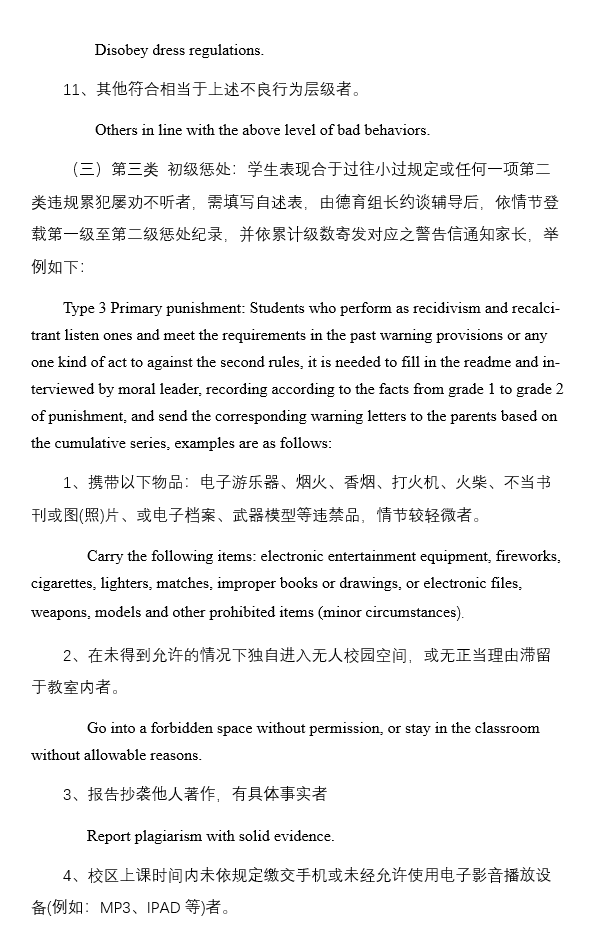 Disobey dress regulations.
11、其他符合相当于上述不良行为层级者。
Others in line with the above level of bad behaviors.
（三）第三类 初级惩处：学生表现合于过往小过规定或任何一项第二
类违规累犯屡劝不听者，需填写自述表，由德育组长约谈辅导后，依情节登
载第一级至第二级惩处纪录，并依累计级数寄发对应之警告信通知家长，举
例如下：
Type 3 Primary punishment: Students who perform as recidivism and recalci-
trant listen ones and meet the requirements in the past warning provisions or any
one kind of act to against the second rules, it is needed to fill in the readme and in-
terviewed by moral leader, recording according to the facts from grade 1 to grade 2
of punishment, and send the corresponding warning letters to the parents based on
the cumulative series, examples are as follows:
1、携带以下物品：电子游乐器、烟火、香烟、打火机、火柴、不当书
刊或图(照)片、或电子档案、武器模型等违禁品，情节较轻微者。
Carry the following items: electronic entertainment equipment, fireworks,
cigarettes, lighters, matches, improper books or drawings, or electronic files,
weapons, models and other prohibited items (minor circumstances).
2、在未得到允许的情况下独自进入无人校园空间，或无正当理由滞留
于教室内者。
Go into a forbidden space without permission, or stay in the classroom
without allowable reasons.
3、报告抄袭他人著作，有具体事实者
Report plagiarism with solid evidence.
4、校区上课时间内未依规定缴交手机或未经允许使用电子影音播放设
备(例如：MP3、IPAD 等)者。